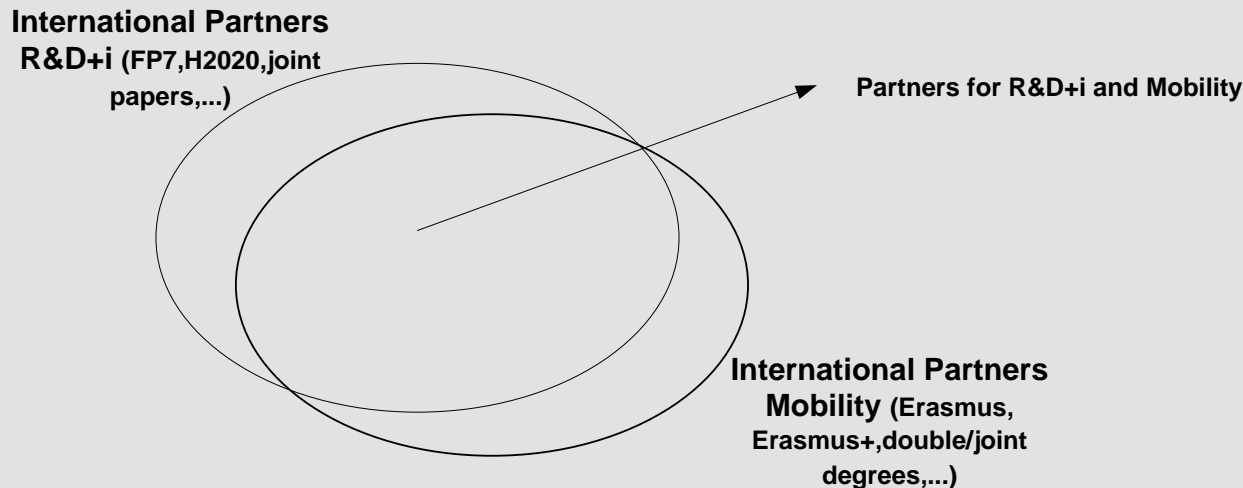 International Partners
R&D+i (FP7,H2020,joint
papers,...)
Partners for R&D+i and Mobility
International Partners
Mobility (Erasmus,
Erasmus+,double/joint
degrees,...)